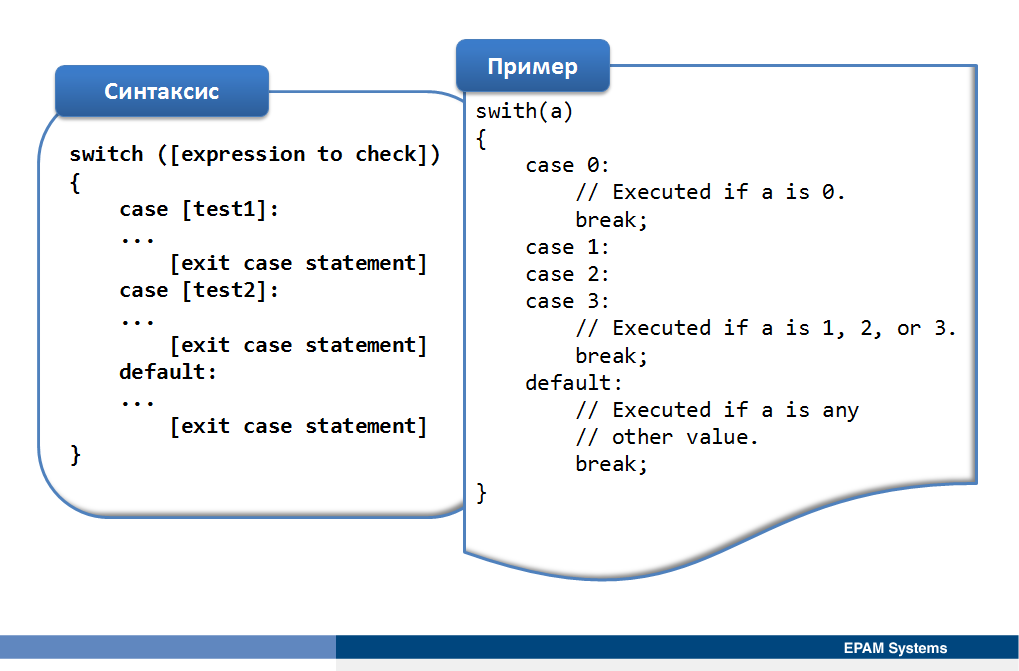 Синтаксис
switch ([expression to check])
{
    case [test1]:
    ...
        [exit case statement]
    case [test2]:
    ...
        [exit case statement]
    default:
    ...
        [exit case statement]
}
Пример
swith(a)
{
    case 0:
        // Executed if a is 0.
        break;
    case 1:
    case 2:
    case 3:
        // Executed if a is 1, 2, or 3.
        break;
    default:
        // Executed if a is any
        // other value.
        break;
}
EPAM Systems